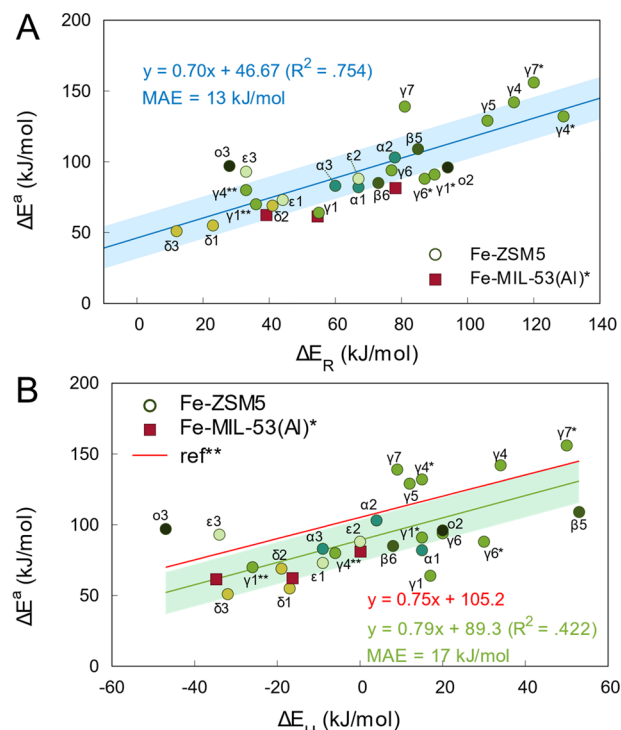 A
200
150
100
50
0
ΔEᵃ (kJ/mol)
y = 0.70x + 46.67 (R² = .754)
MAE = 13 kJ/mol
γ7*
γ4
γ7
γ5
γ4*
β5
α2
ο3
ε3
α3
ε2
γ6
ο2
γ4**
ε1
α1
β6
γ6*
γ1*
γ1**
δ2
γ1
δ3
δ1
Fe-ZSM5
Fe-MIL-53(Al)*
0 20 40 60 80 100 120 140
ΔE_R (kJ/mol)
B
200
150
100
50
0
ΔEᵃ (kJ/mol)
Fe-ZSM5
Fe-MIL-53(Al)*
ref**
γ7*
γ7
γ4*
γ4
γ5
α2
ο3
ε3
α3
ε2
γ1*
ο2
β5
γ6
γ1**
δ2
ε1
γ4**
β6
α1
γ6*
γ1
δ3
δ1
y = 0.75x + 105.2
y = 0.79x + 89.3 (R² = .422)
MAE = 17 kJ/mol
-60 -40 -20 0 20 40 60
ΔE (kJ/mol)